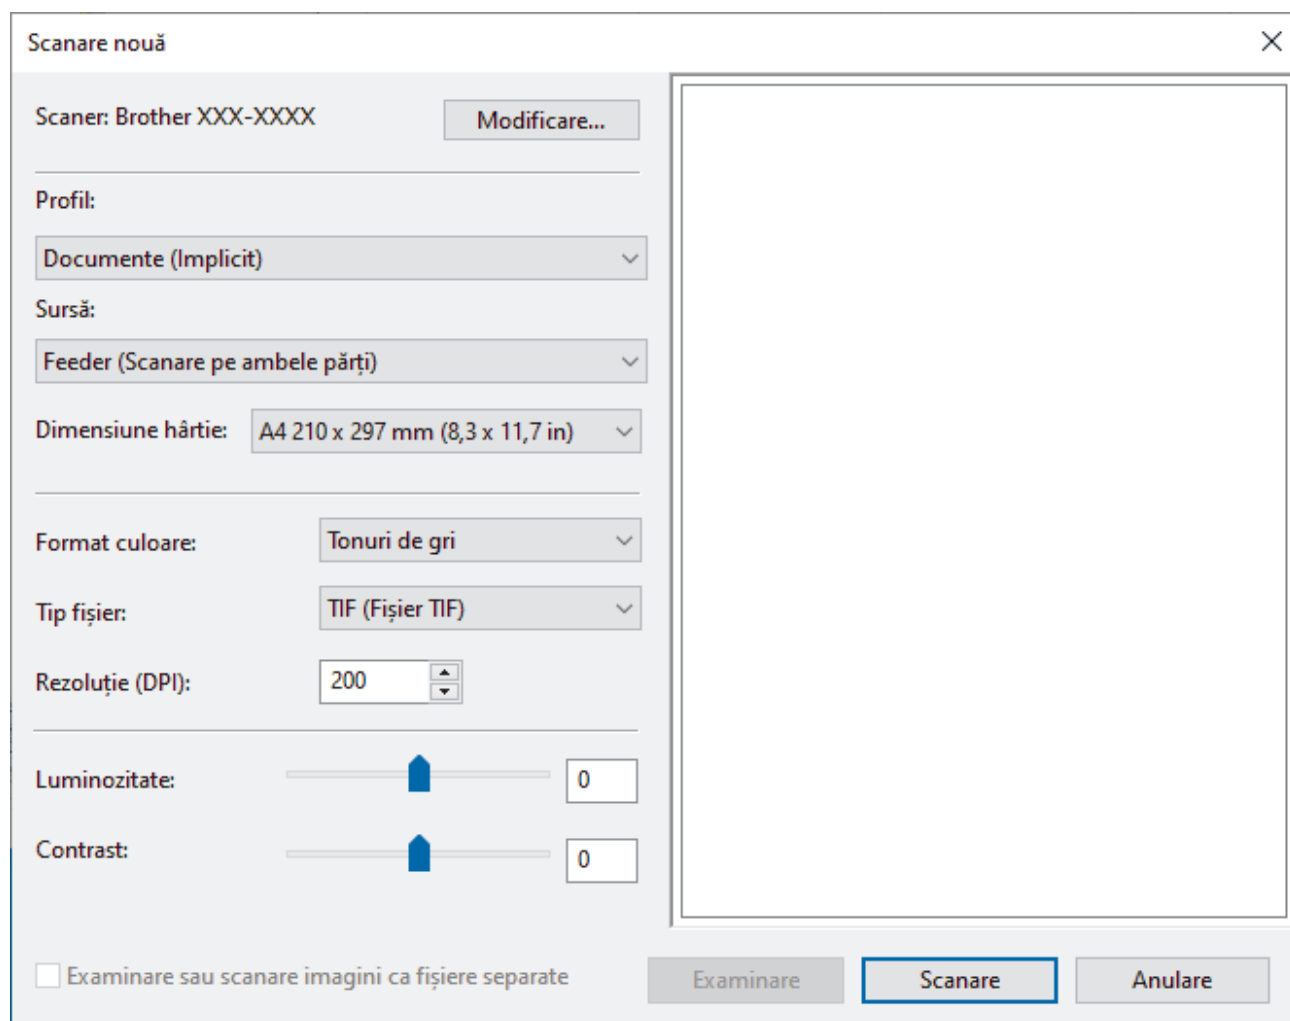 Scanare nouă
Scaner: Brother XXX-XXXX
Modificare...
Profil:
Documente (Implicit)
Sursă:
Feeder (Scanare pe ambele părți)
Dimensiune hârtie: A4 210 x 297 mm (8,3 x 11,7 in)
Format culoare: Tonuri de gri
Tip fișier: TIF (Fișier TIF)
Rezoluție (DPI): 200
Luminozitate: 0
Contrast: 0
Examinare sau scanare imagini ca fișiere separate
Examinare
Scanare
Anulare